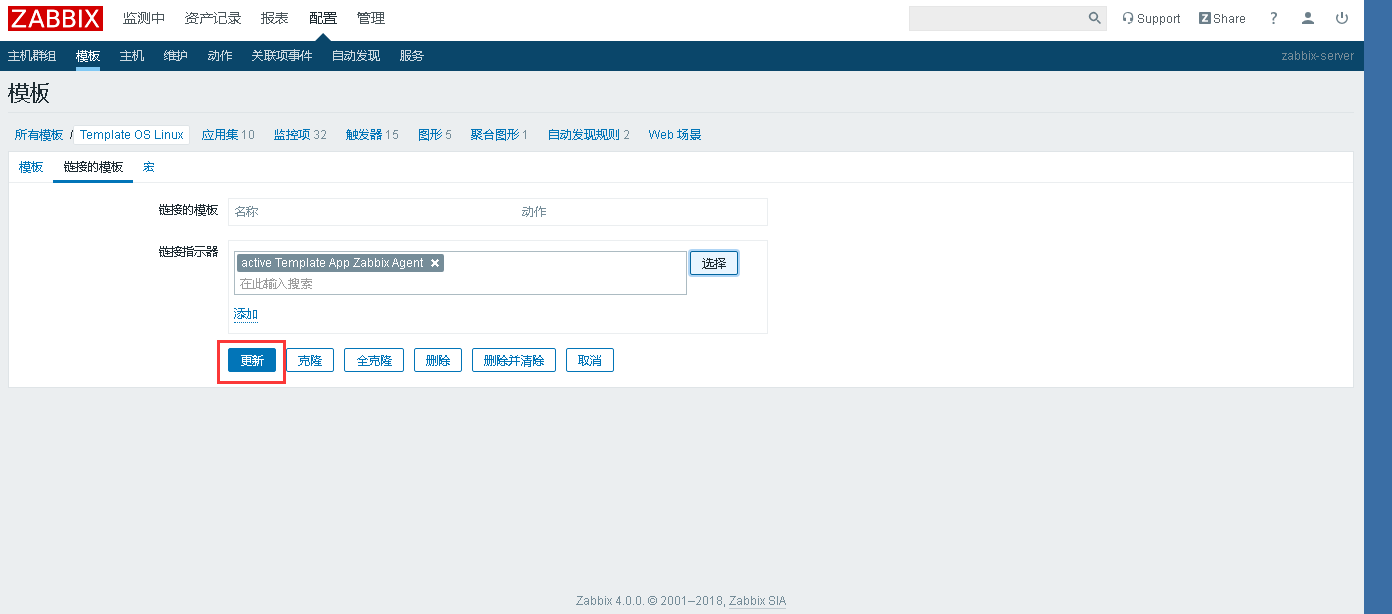 ZABBIX 监测中 资产记录 报表 配置 管理 Support Z Share ?
主机群组 模板 主机 维护 动作 关联项事件 自动发现 服务 zabbix-server
模板
所有模板 / Template OS Linux 应用集 10 监控项 32 触发器 15 图形 5 聚合图形 1 自动发现规则 2 Web 场景
模板 链接的模板 宏
链接的模板 名称 动作
链接指示器
active Template App Zabbix Agent 选择
在此输入搜索
添加
更新 克隆 全克隆 删除 删除并清除 取消
Zabbix 4.0.0. © 2001–2018, Zabbix SIA